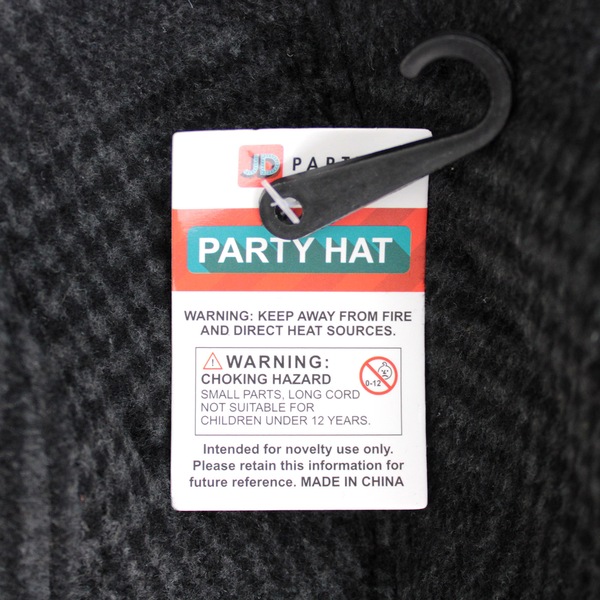 JD
PARTY HAT
WARNING: KEEP AWAY FROM FIRE
AND DIRECT HEAT SOURCES.
WARNING:
CHOKING HAZARD
0-12
SMALL PARTS, LONG CORD
NOT SUITABLE FOR
CHILDREN UNDER 12 YEARS.
Intended for novelty use only.
Please retain this information for
future reference. MADE IN CHINA